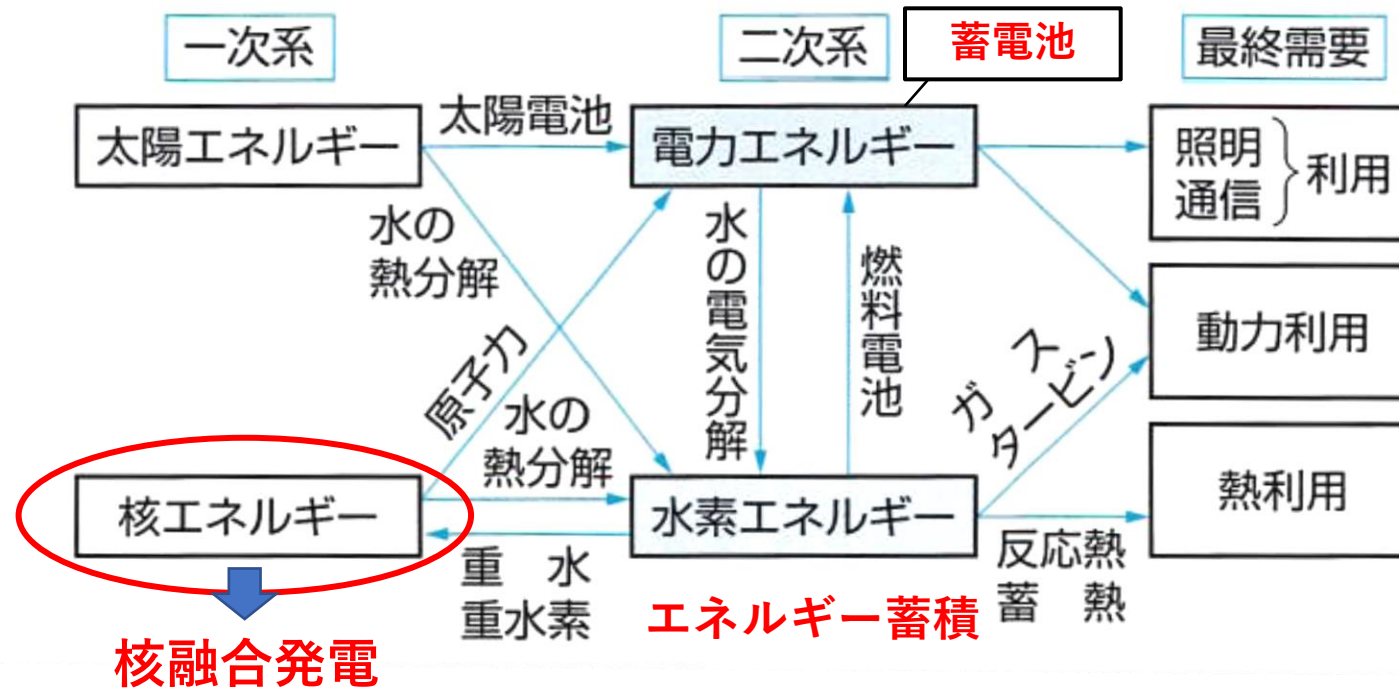 一次系
二次系
蓄電池
最終需要
太陽エネルギー
太陽電池
電力エネルギー
照明
通信
利用
水の
熱分解
原子力
水の電気分解
燃料電池
動力利用
ガス
タービン
水の
熱分解
核エネルギー
水素エネルギー
熱利用
重 水
重水素
反応熱
蓄 熱
エネルギー蓄積
核融合発電